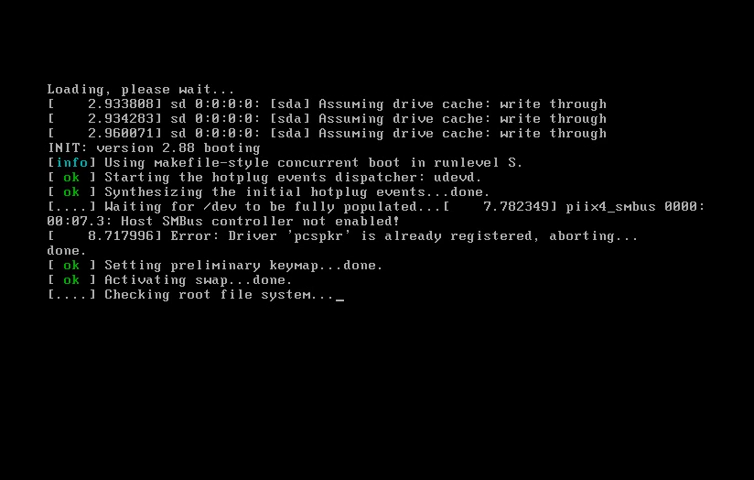 Loading, please wait...
[    2.933808] sd 0:0:0:0: [sda] Assuming drive cache: write through
[    2.934283] sd 0:0:0:0: [sda] Assuming drive cache: write through
[    2.960071] sd 0:0:0:0: [sda] Assuming drive cache: write through
INIT: version 2.88 booting
[info] Using makefile-style concurrent boot in runlevel S.
[ ok ] Starting the hotplug events dispatcher: udevd.
[ ok ] Synthesizing the initial hotplug events...done.
[....] Waiting for /dev to be fully populated...[    7.782349] piix4_smbus 0000:
00:07.3: Host SMBus controller not enabled!
[    8.717996] Error: Driver 'pcspkr' is already registered, aborting...
done.
[ ok ] Setting preliminary keymap...done.
[ ok ] Activating swap...done.
[....] Checking root file system..._